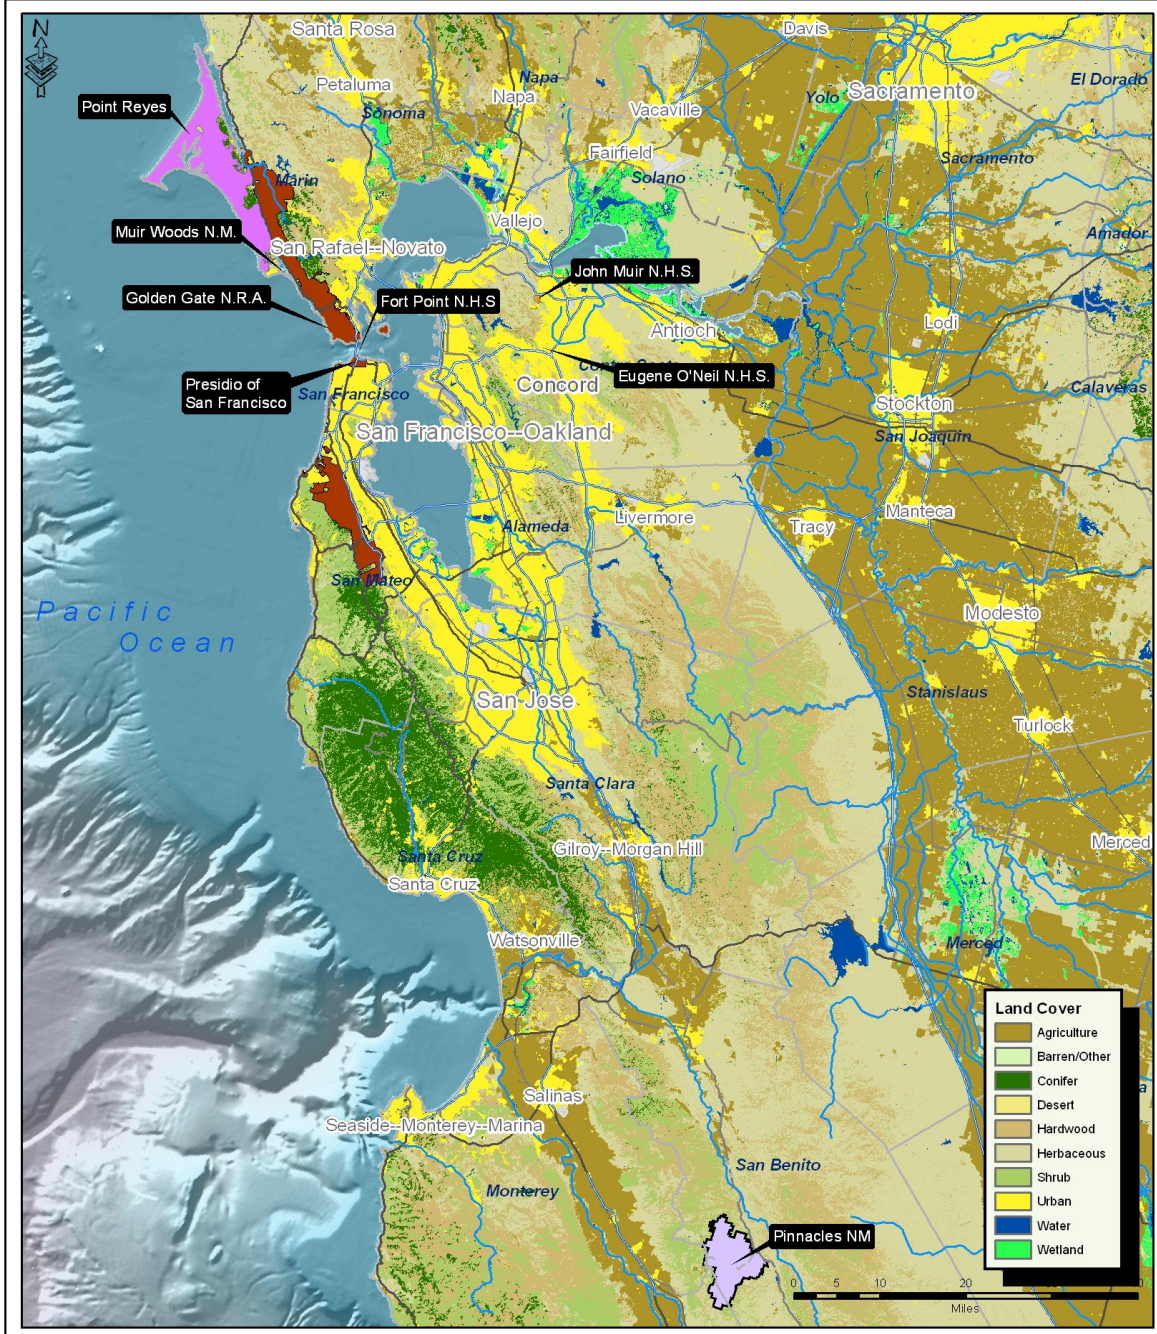 N
Santa Rosa
Davis
Petaluma
Napa
Napa
El Dorado
Point Reyes
Sonoma
Vacaville
Yolo
Sacramento
Fairfield
Sacramento
Marin
Solano
Muir Woods N.M.
San Rafael--Novato
Vallejo
Amador
John Muir N.H.S.
Golden Gate N.R.A.
Fort Point N.H.S
Antioch
Lodi
Eugene O'Neil N.H.S.
Presidio of
San Francisco
San Francisco
Concord
Calaveras
Stockton
San Francisco--Oakland
San Joaquin
Alameda
Livermore
Tracy
Manteca
San Mateo
Pacific
Ocean
Modesto
San Jose
Stanislaus
Turlock
Santa Clara
Santa Cruz
Gilroy--Morgan Hill
Merced
Santa Cruz
Watsonville
Merced
Land Cover
Agriculture
Barren/Other
Conifer
Desert
Hardwood
Herbaceous
Shrub
Urban
Water
Wetland
Salinas
Seaside--Monterey--Marina
San Benito
Monterey
Pinnacles NM
0 5 10 20
Miles